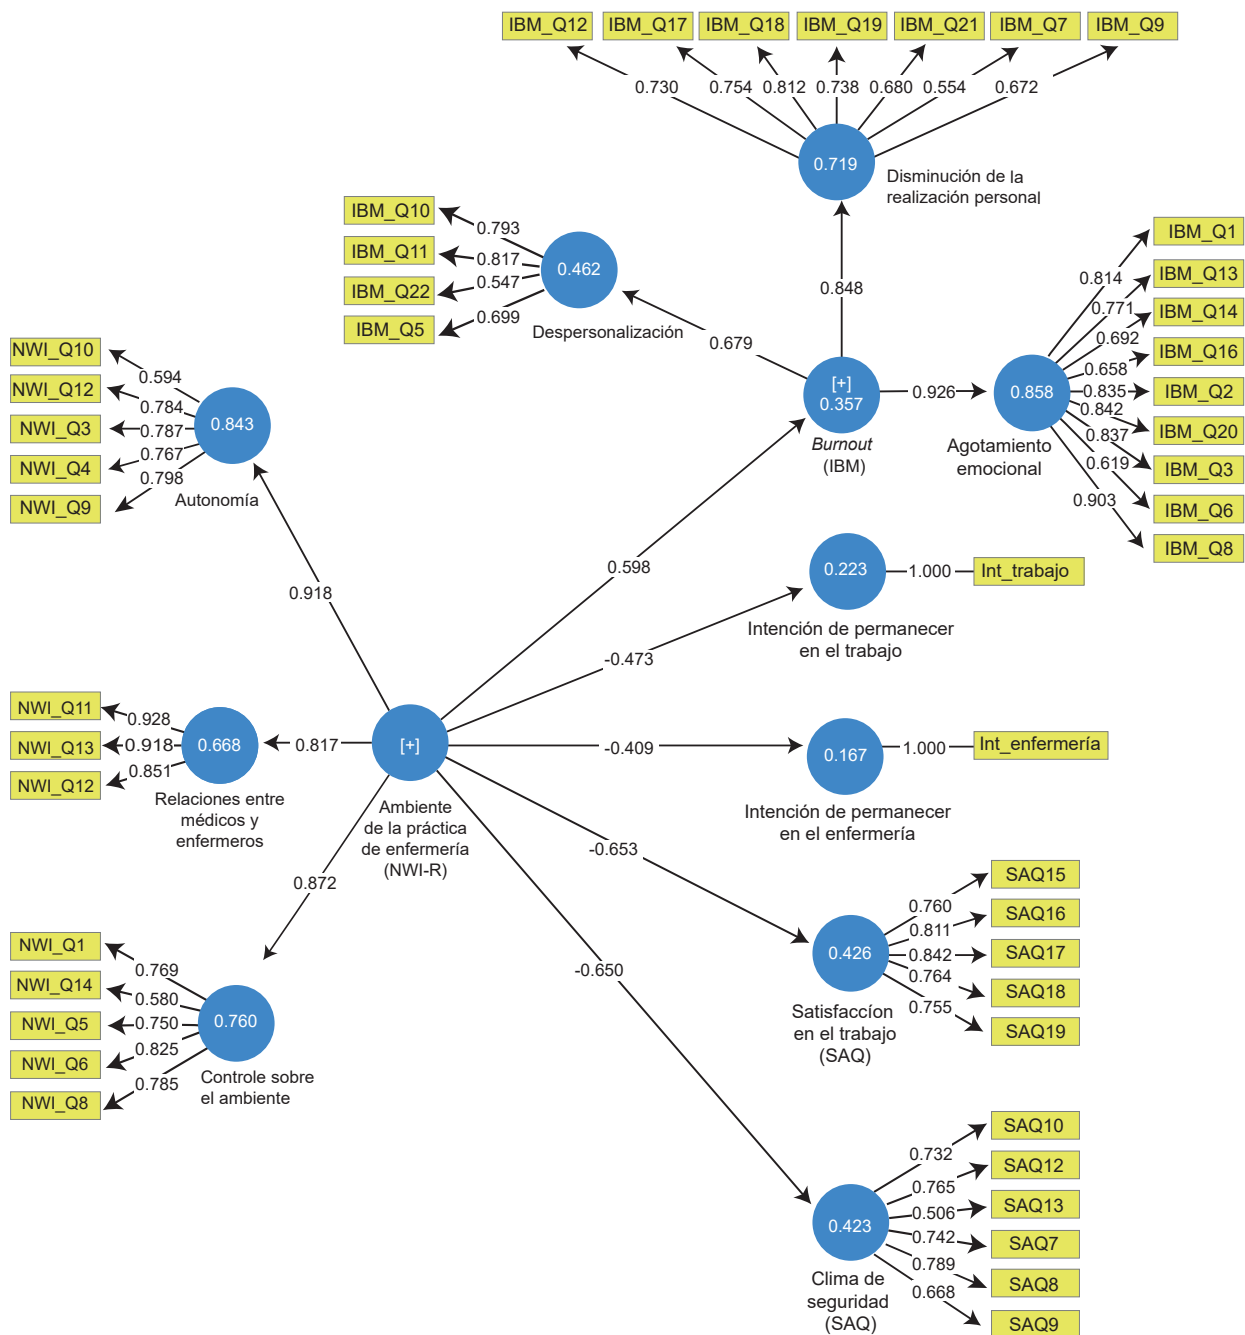 IBM_Q12 IBM_Q17 IBM_Q18 IBM_Q19 IBM_Q21 IBM_Q7 IBM_Q9
0.730 0.754 0.812 0.738 0.680 0.554 0.672
0.719
Disminución de la
realización personal
IBM_Q10
IBM_Q11
IBM_Q22
IBM_Q5
0.793
0.817
0.547
0.699
0.462
Despersonalización
0.679
0.848
[+]
0.357
Burnout
(IBM)
0.926
0.858
Agotamiento
emocional
0.814
0.771
0.692
0.658
0.835
0.842
0.837
0.619
0.903
IBM_Q1
IBM_Q13
IBM_Q14
IBM_Q16
IBM_Q2
IBM_Q20
IBM_Q3
IBM_Q6
IBM_Q8
NWI_Q10
NWI_Q12
NWI_Q3
NWI_Q4
NWI_Q9
0.594
0.784
0.787
0.767
0.798
0.843
Autonomía
0.918
0.598
0.223
1.000
Int_trabajo
Intención de permanecer
en el trabajo
-0.473
NWI_Q11
NWI_Q13
NWI_Q12
0.928
0.918
0.851
0.668
Relaciones entre
médicos y
enfermeros
0.817
[+]
Ambiente
de la práctica
de enfermería
(NWI-R)
-0.409
0.167
1.000
Int_enfermería
Intención de permanecer
en el enfermería
0.872
-0.653
-0.650
NWI_Q1
NWI_Q14
NWI_Q5
NWI_Q6
NWI_Q8
0.769
0.580
0.750
0.825
0.785
0.760
Controle sobre
el ambiente
0.426
Satisfaccíon
en el trabajo
(SAQ)
0.760
0.811
0.842
0.764
0.755
SAQ15
SAQ16
SAQ17
SAQ18
SAQ19
0.423
Clima de
seguridad
(SAQ)
0.732
0.765
0.506
0.742
0.789
0.668
SAQ10
SAQ12
SAQ13
SAQ7
SAQ8
SAQ9